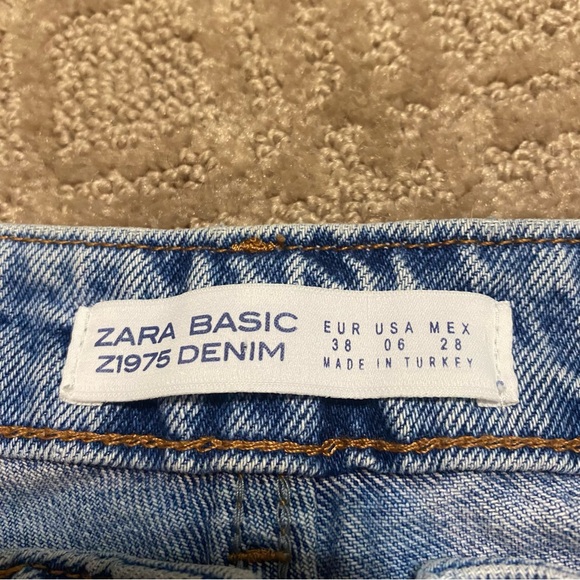 ZARA BASIC
Z1975 DENIM
EUR USA MEX
38 06 28
MADE IN TURKEY